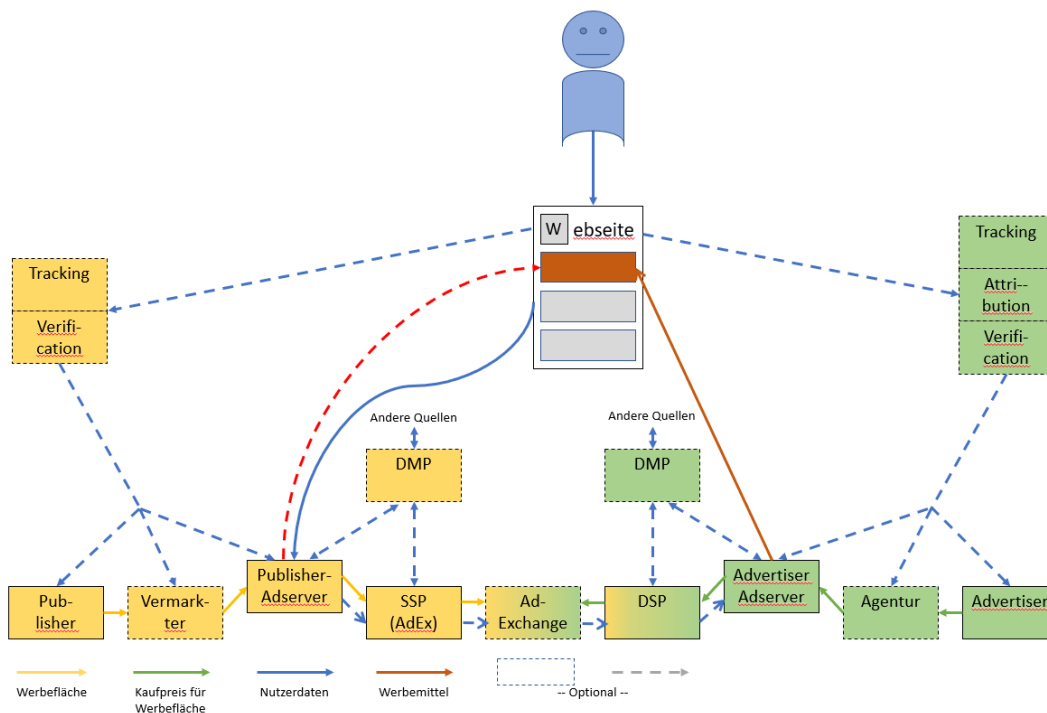 W ebseite
Tracking
Verifi-
cation
Tracking
Attri--
bution
Verifi-
cation
Andere Quellen
DMP
Andere Quellen
DMP
Pub-
lisher
Vermark-
ter
Publisher-
Adserver
SSP
(AdEx)
Ad-
Exchange
DSP
Advertiser
Adserver
Agentur
Advertiser
Werbefläche
Kaufpreis für
Werbefläche
Nutzerdaten
Werbemittel
-- Optional --